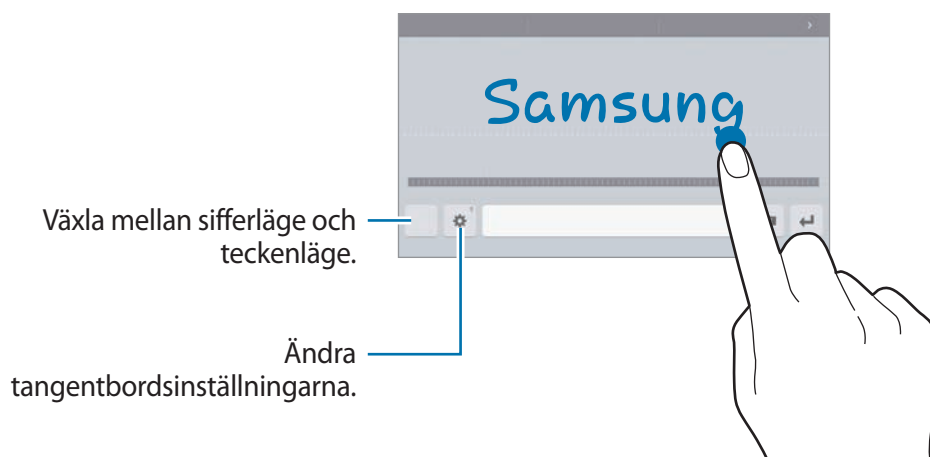 Samsung
Växla mellan sifferläge och
teckenläge.
Ändra
tangentbordsinställningarna.